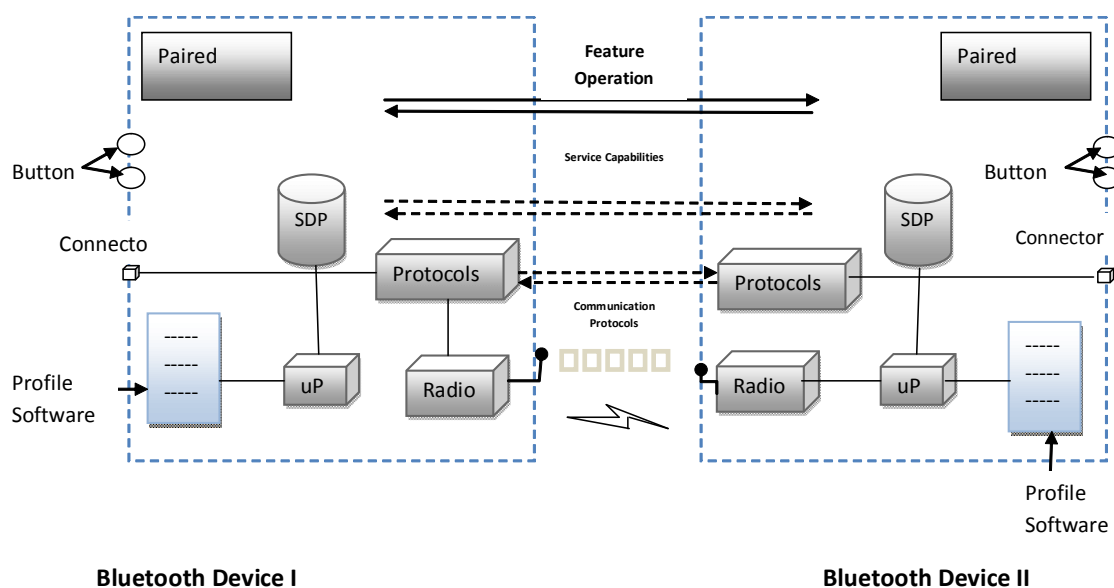 Paired
Feature
Operation
Paired
Service Capabilities
Button
Button
SDP
SDP
Connecto
Connector
Protocols
Protocols
Communication
Protocols
-----
-----
-----
-----
-----
-----
uP
Radio
Radio
uP
Profile
Software
Profile
Software
Bluetooth Device I
Bluetooth Device II